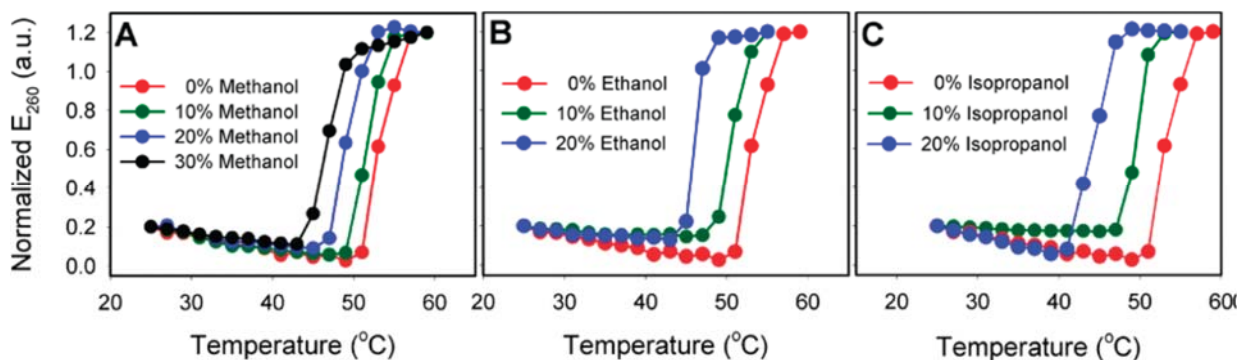 Normalized E260 (a.u.)
1.2
1.0
0.8
0.6
0.4
0.2
0.0
A
0% Methanol
10% Methanol
20% Methanol
30% Methanol
20 30 40 50 60
Temperature (°C)
B
0% Ethanol
10% Ethanol
20% Ethanol
20 30 40 50 60
Temperature (°C)
C
0% Isopropanol
10% Isopropanol
20% Isopropanol
20 30 40 50 600
Temperature (°C)